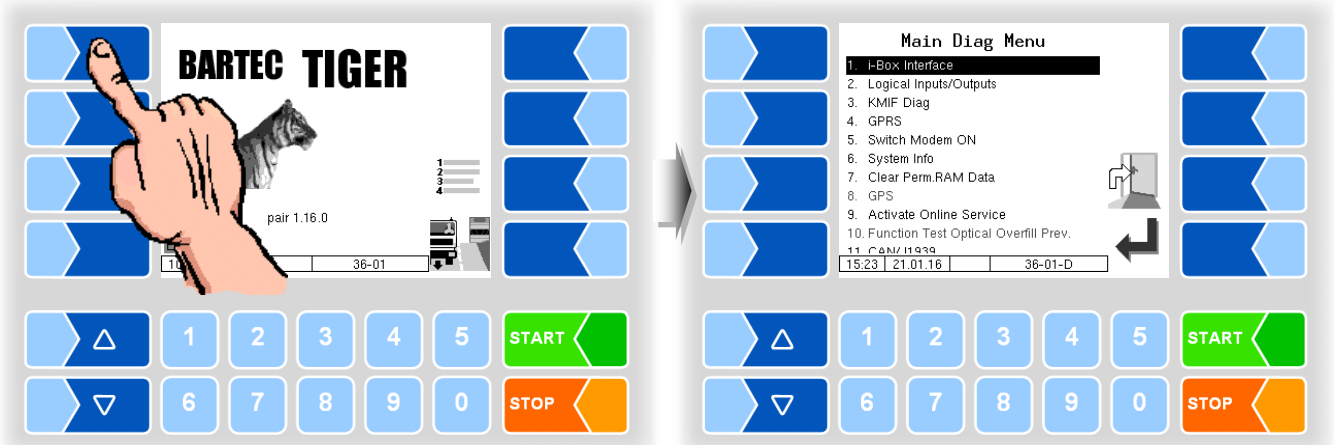 BARTEC TIGER
1
2
3
4
pair 1.16.0
36-01
1 2 3 4 5 START
6 7 8 9 0 STOP
Main Diag Menu
1. i-Box Interface
2. Logical Inputs/Outputs
3. KMIF Diag
4. GPRS
5. Switch Modem ON
6. System Info
7. Clear Perm.RAM Data
8. GPS
9. Activate Online Service
10. Function Test Optical Overfill Prev.
11. CAN/J1939
15:23 21.01.16 36-01-D
1 2 3 4 5 START
6 7 8 9 0 STOP